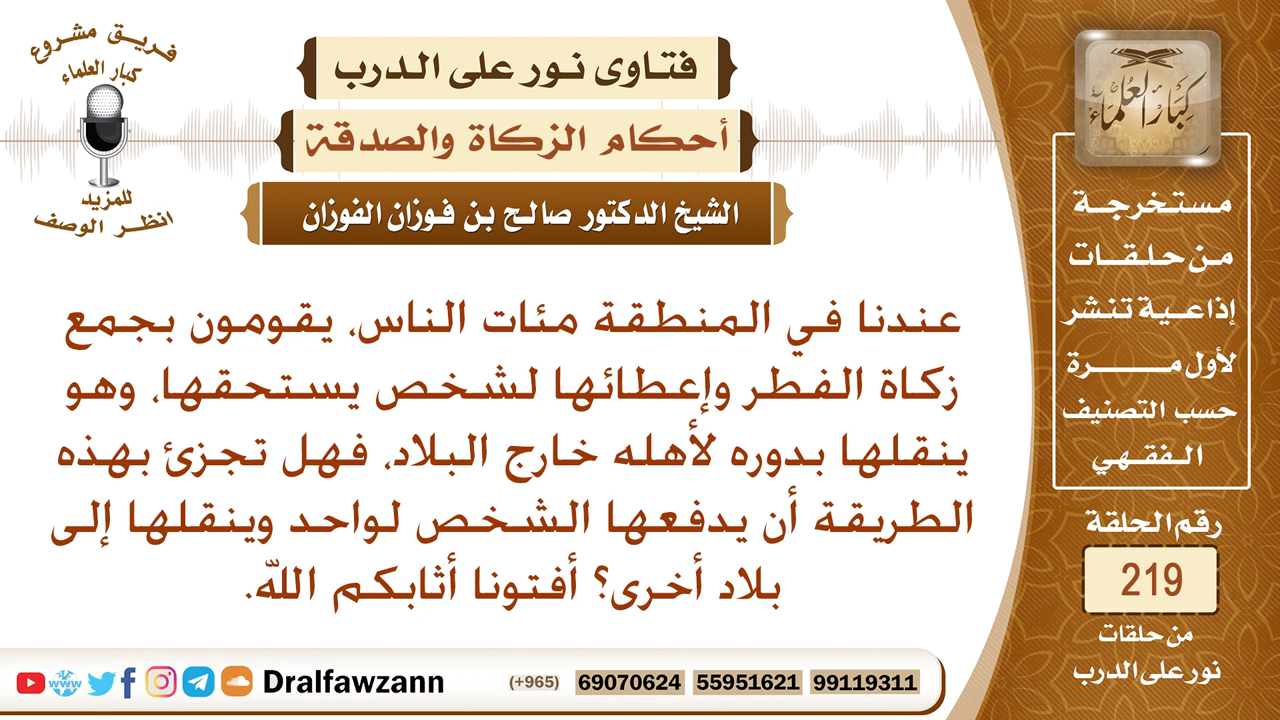 فريق مشروع
كبار العلماء
للمزيد
انظر الوصف
فتاوى نور على الدرب
أحكام الزكاة والصدقة
الشيخ الدكتور صالح بن فوزان الفوزان
عندنا في المنطقة مئات الناس، يقومون بجمع
زكاة الفطر وإعطائها لشخص يستحقها، وهو
ينقلها بدوره لأهله خارج البلاد، فهل تجزئ بهذه
الطريقة أن يدفعها الشخص لواحد وينقلها إلى
بلاد أخرى؟ أفتونا أثابكم الله.
كبار العلماء
مستخرجة
من حلقات
إذاعية تنشر
لأول مرة
حسب التصنيف
الفقهي
رقم الحلقة
219
من حلقات
نور على الدرب
www Dralfawzann (+965) 69070624 55951621 99119311